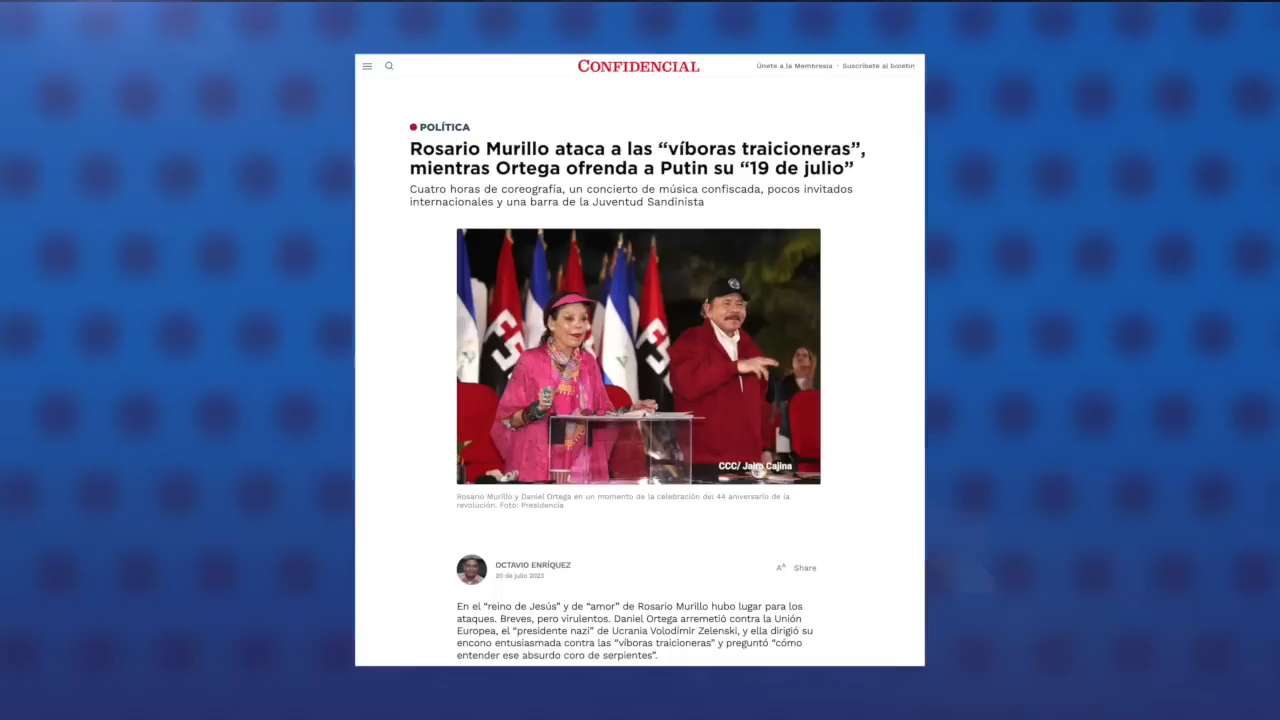 CONFIDENCIAL
Únete a la Membresía · Suscríbete al boletín
POLÍTICA
Rosario Murillo ataca a las “víboras traicioneras”,
mientras Ortega ofrenda a Putin su “19 de julio”
Cuatro horas de coreografía, un concierto de música confiscada, pocos invitados
internacionales y una barra de la Juventud Sandinista
FS
FS
CCC/ Jairo Cajina
Rosario Murillo y Daniel Ortega en un momento de la celebración del 44 aniversario de la
revolución. Foto: Presidencia
OCTAVIO ENRÍQUEZ
20 de julio 2023
AA Share
En el “reino de Jesús” y de “amor” de Rosario Murillo hubo lugar para los
ataques. Breves, pero virulentos. Daniel Ortega arremetió contra la Unión
Europea, el “presidente nazi” de Ucrania Volodímir Zelenski, y ella dirigió su
encono entusiasmada contra las “víboras traicioneras” y preguntó “cómo
entender ese absurdo coro de serpientes”.